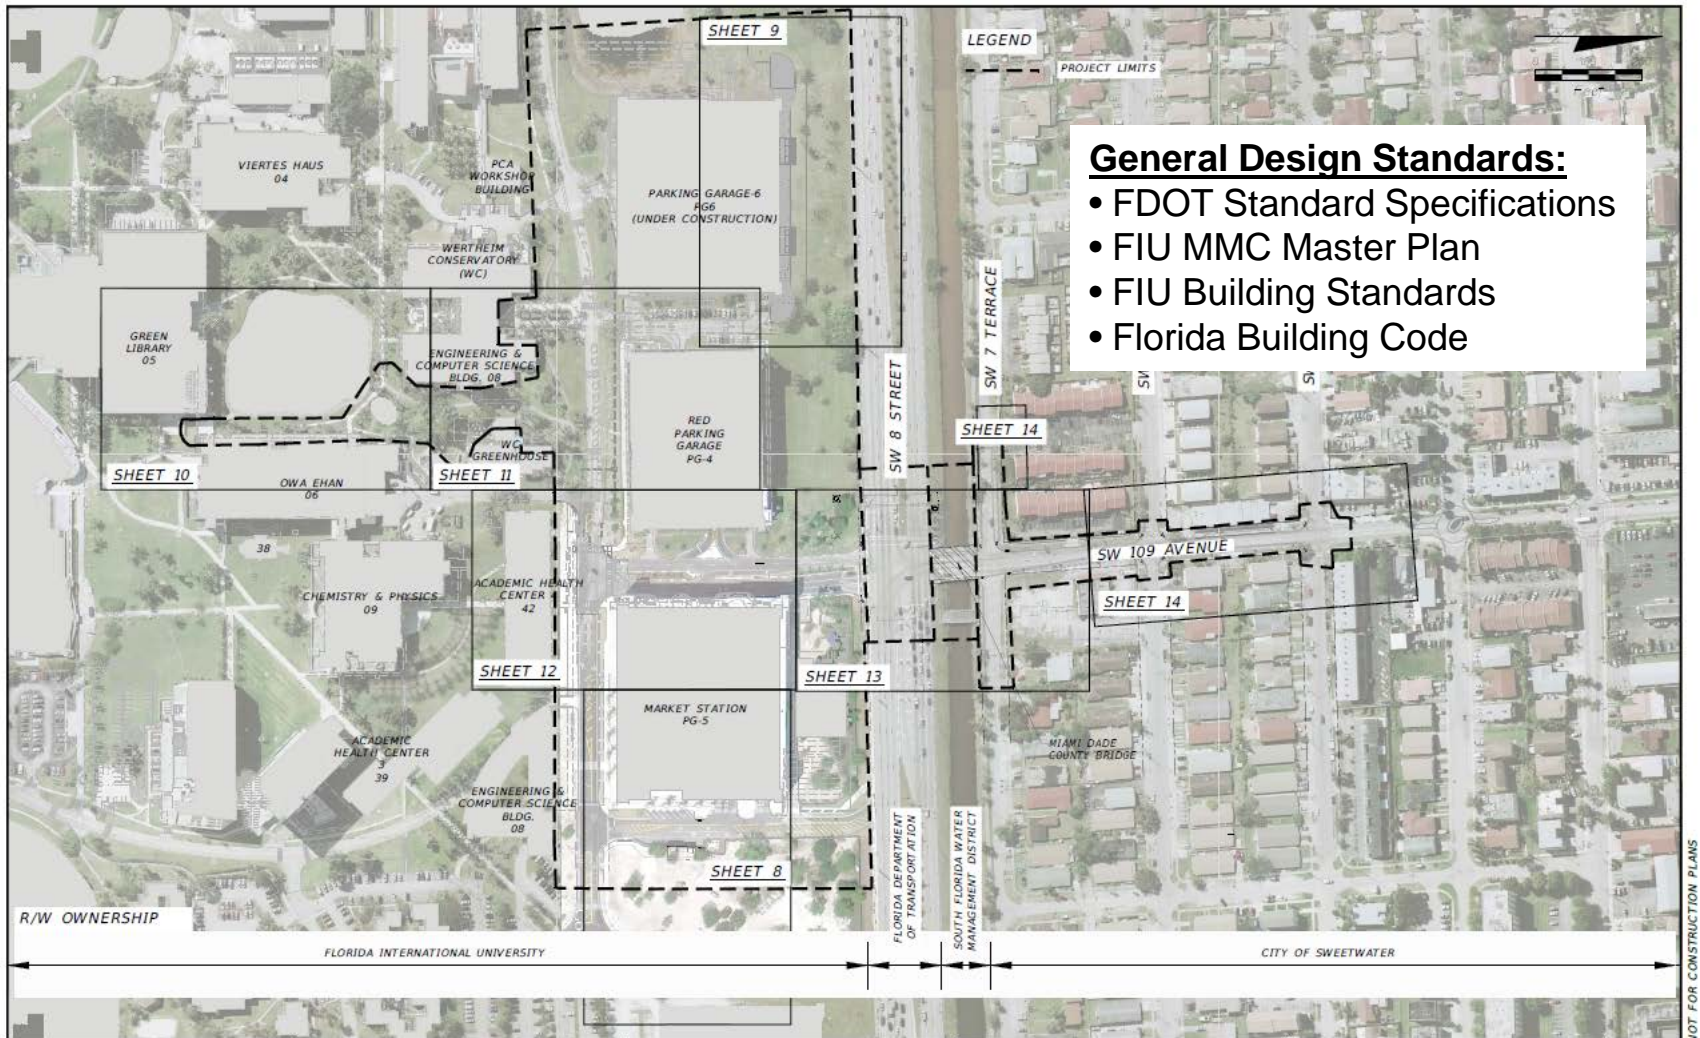 SHEET 9
LEGEND
PROJECT LIMITS
General Design Standards:
• FDOT Standard Specifications
• FIU MMC Master Plan
• FIU Building Standards
• Florida Building Code
VIERTES HAUS
04
PCA
WORKSHOP
BUILDING
PARKING GARAGE-6
PG6
(UNDER CONSTRUCTION)
WERTHEIM
CONSERVATORY
(WC)
GREEN
LIBRARY
05
ENGINEERING &
COMPUTER SCIENCE
BLDG. 08
SW 8 STREET
SW 7 TERRACE
SW
SW
RED
PARKING
GARAGE
PG-4
SHEET 14
WC
GREENHOUSE
SHEET 10
SHEET 11
OWA EHAN
06
38
CHEMISTRY & PHYSICS
09
ACADEMIC HEALTH
CENTER -
42
SW 109 AVENUE
SHEET 14
SHEET 12
SHEET 13
MARKET STATION
PG-5
ACADEMIC
HEALTH CENTER
3
39
MIAMI DADE
COUNTY BRIDGE
ENGINEERING &
COMPUTER SCIENCE
BLDG.
08
SHEET 8
FLORIDA DEPARTMENT
OF TRANSPORTATION
SOUTH FLORIDA WATER
MANAGEMENT DISTRICT
R/W OWNERSHIP
FLORIDA INTERNATIONAL UNIVERSITY
CITY OF SWEETWATER
NOT FOR CONSTRUCTION PLANS